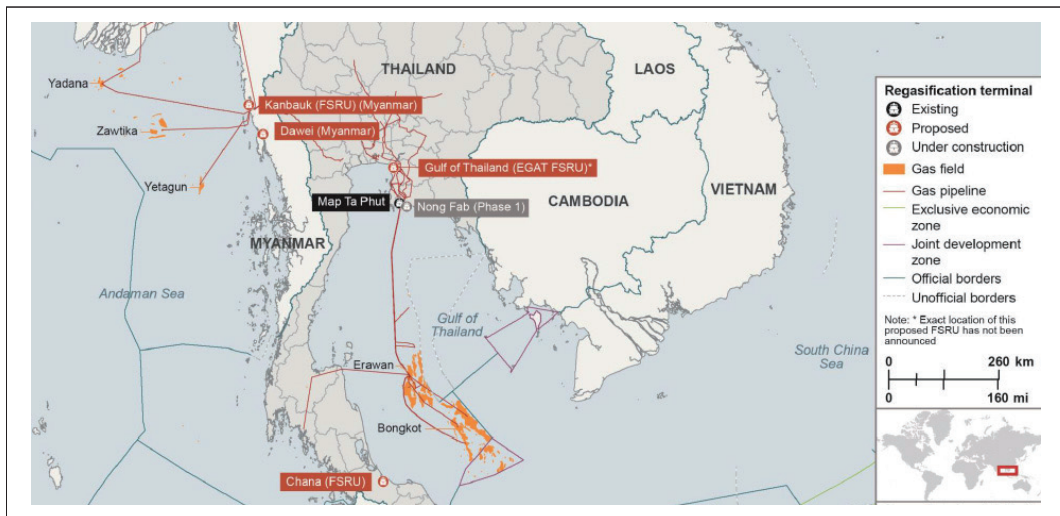 THAILAND
LAOS
Yadana
Kanbauk (FSRU) (Myanmar)
Zawtika
Dawei (Myanmar)
Gulf of Thailand (EGAT FSRU)*
Yetagun
VIETNAM
Map Ta Phut
Nong Fab (Phase 1)
CAMBODIA
MYANMAR
Andaman Sea
Gulf of
Thailand
South China
Sea
Erawan
Bongkot
Chana (FSRU)
Regasification terminal
Existing
Proposed
Under construction
Gas field
Gas pipeline
Exclusive economic
zone
Joint development
zone
Official borders
Unofficial borders
Note: * Exact location of this
proposed FSRU has not been
announced
0 260 km
0 160 mi